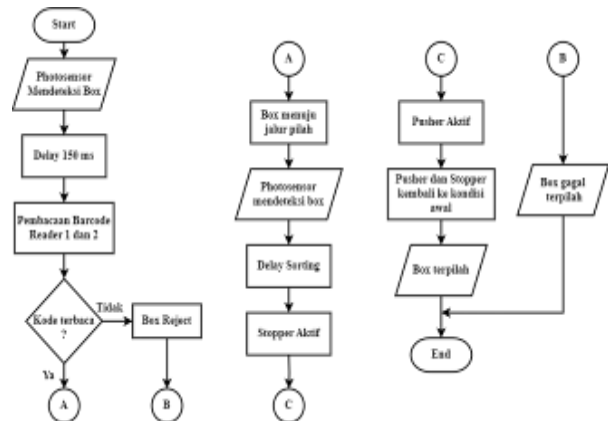 Start
Photosensor
Mendeteksi Box
Delay 150 ms
Pembacaan Barcode
Reader 1 dan 2
Kode terbaca
?
Tidak
Ya
Box Reject
A
B
A
Box menuju
jalur pilah
Photosensor
mendeteksi box
Delay Sorting
Stopper Aktif
C
C
Pusher Aktif
Pusher dan Stopper
kembali ke kondisi
awal
Box terpilah
End
B
Box gagal
terpilah